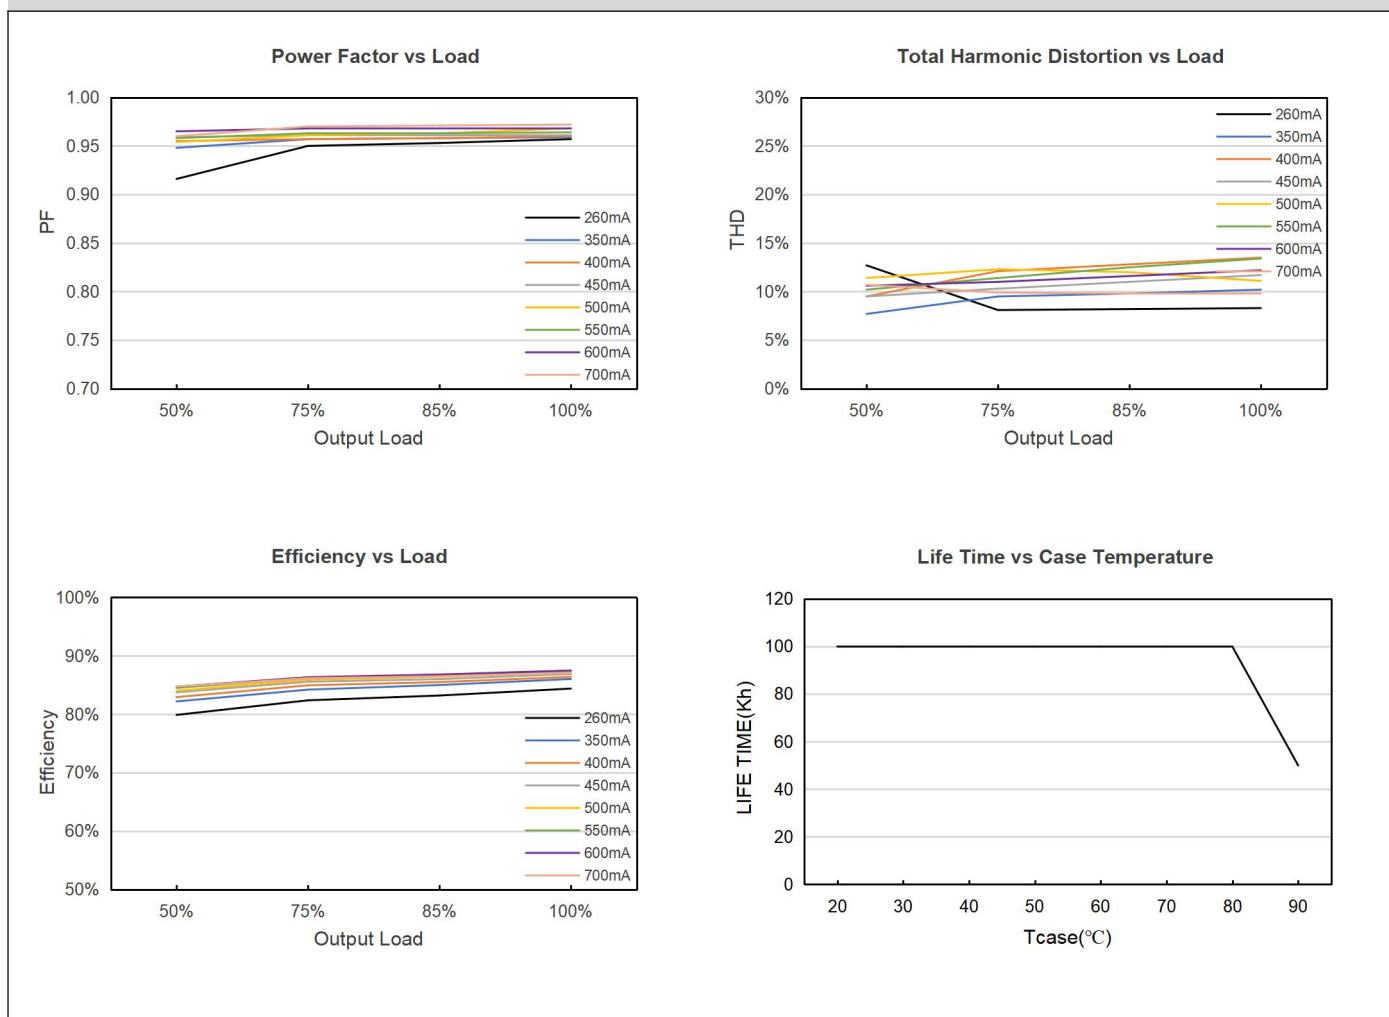 Power Factor vs Load
1.00
0.95
0.90
0.85
0.80
0.75
0.70
PF
260mA
350mA
400mA
450mA
500mA
550mA
600mA
700mA
50% 75% 85% 100%
Output Load
Total Harmonic Distortion vs Load
30%
25%
20%
15%
10%
5%
0%
THD
260mA
350mA
400mA
450mA
500mA
550mA
600mA
700mA
50% 75% 85% 100%
Output Load
Efficiency vs Load
100%
90%
80%
70%
60%
50%
Efficiency
260mA
350mA
400mA
450mA
500mA
550mA
600mA
700mA
50% 75% 85% 100%
Output Load
Life Time vs Case Temperature
120
100
80
60
40
20
0
LIFE TIME(Kh)
20 30 40 50 60 70 80 90
Tcase(℃)